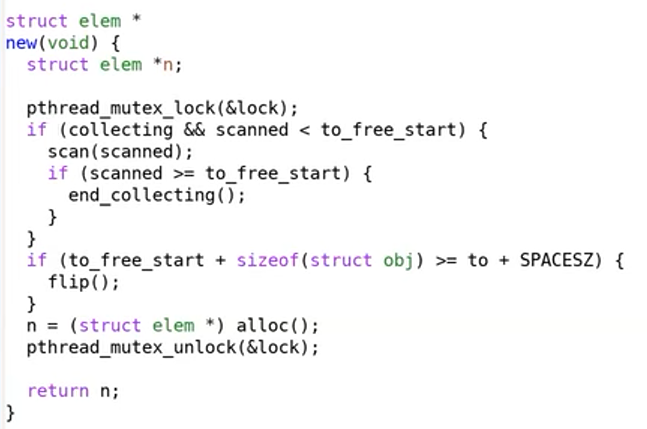 struct elem *
new(void) {
  struct elem *n;

  pthread_mutex_lock(&lock);
  if (collecting && scanned < to_free_start) {
    scan(scanned);
    if (scanned >= to_free_start) {
      end_collecting();
    }
  }
  if (to_free_start + sizeof(struct obj) >= to + SPACESZ) {
    flip();
  }
  n = (struct elem *) alloc();
  pthread_mutex_unlock(&lock);

  return n;
}